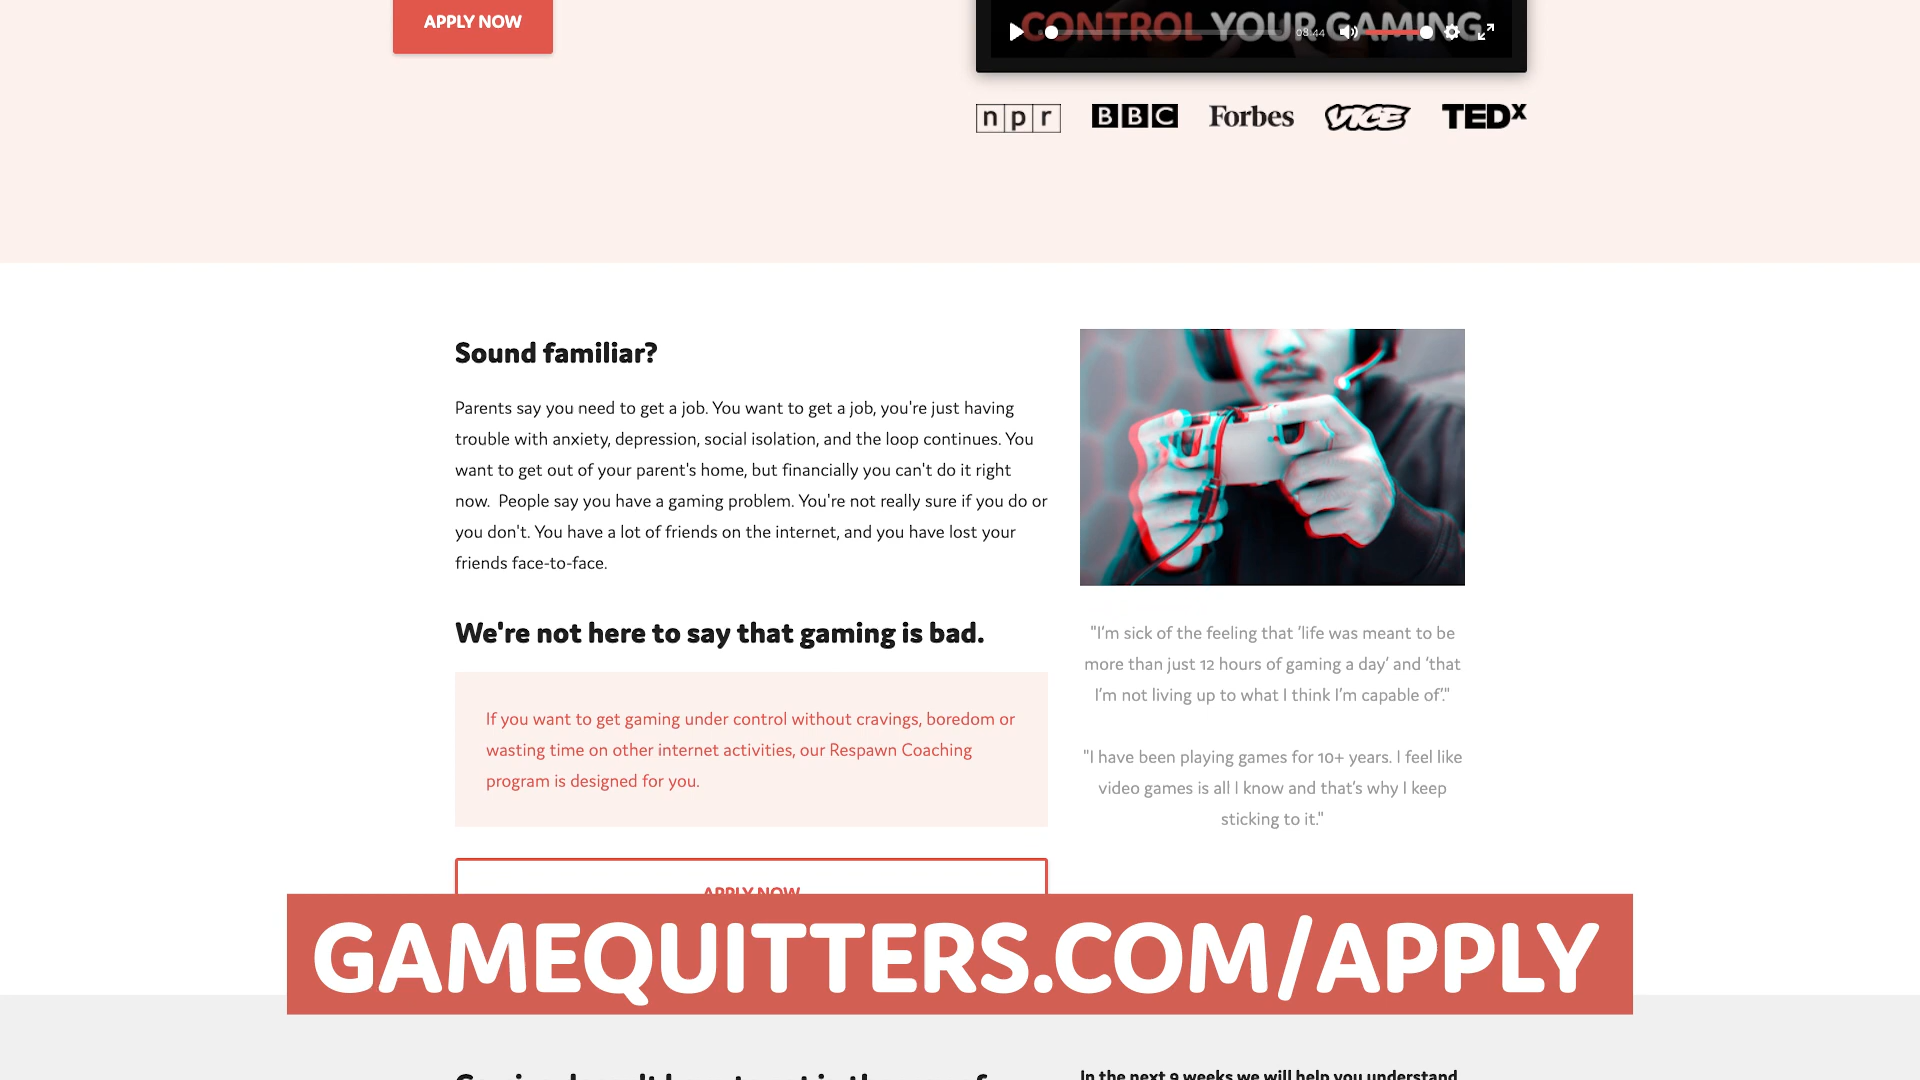 APPLY NOW
CONTROL YOUR GAMING
08:44
npr BBC Forbes VICE TEDx
Sound familiar?
Parents say you need to get a job. You want to get a job, you're just having
trouble with anxiety, depression, social isolation, and the loop continues. You
want to get out of your parent's home, but financially you can't do it right
now.  People say you have a gaming problem. You're not really sure if you do or
you don't. You have a lot of friends on the internet, and you have lost your
friends face-to-face.
We're not here to say that gaming is bad.
If you want to get gaming under control without cravings, boredom or
wasting time on other internet activities, our Respawn Coaching
program is designed for you.
APPLY NOW
"I’m sick of the feeling that ‘life was meant to be
more than just 12 hours of gaming a day’ and ‘that
I’m not living up to what I think I’m capable of’."
"I have been playing games for 10+ years. I feel like
video games is all I know and that’s why I keep
sticking to it."
GAMEQUITTERS.COM/APPLY
In the next 9 weeks we will help you understand